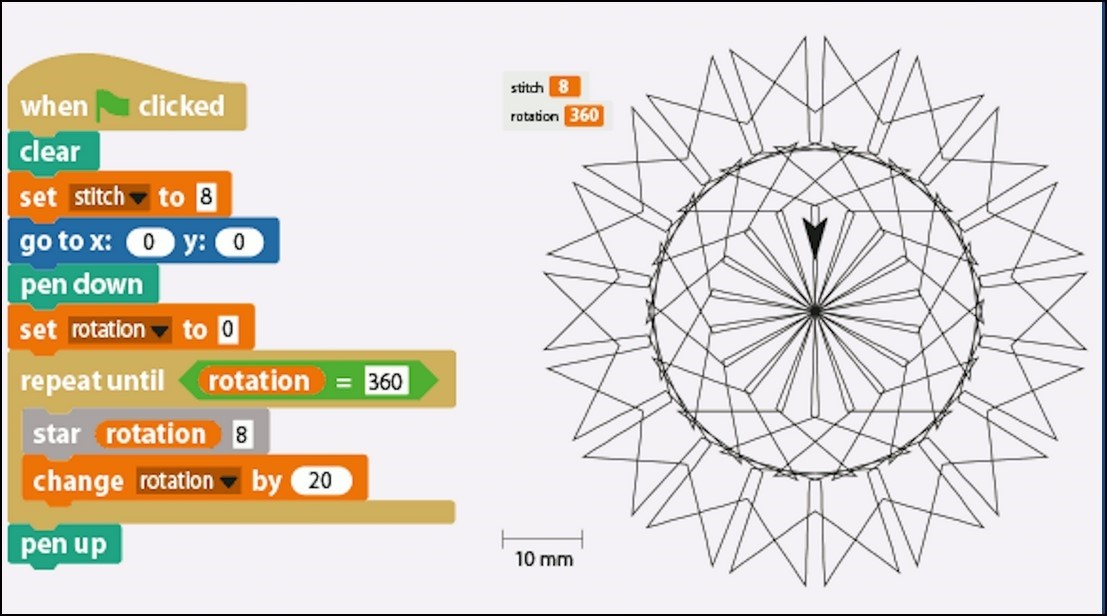 when clicked
clear
set stitch to 8
go to x: 0 y: 0
pen down
set rotation to 0
repeat until rotation = 360
star rotation 8
change rotation by 20
pen up
stitch 8
rotation 360
10 mm